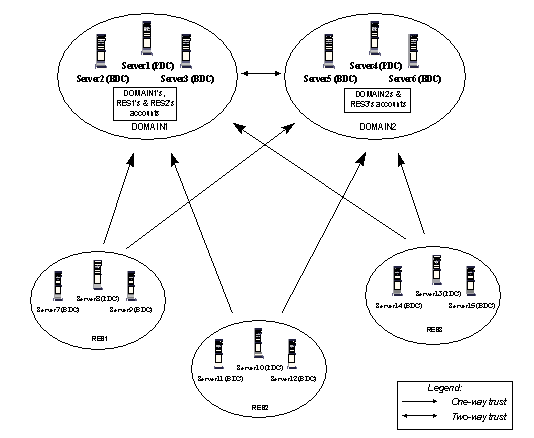 Server1 (PDC)
Server2 (BDC)
Server3 (BDC)
DOMAIN1's,
RES1's & RES2's
accounts
DOMAIN1
Server4 (PDC)
Server5 (BDC)
Server6 (BDC)
DOMAIN2's &
RES3's accounts
DOMAIN2
Server8 (PDC)
Server7 (BDC)
Server9 (BDC)
RES1
Server10 (PDC)
Server11 (BDC)
Server12 (BDC)
RES2
Server13 (PDC)
Server14 (BDC)
Server15 (BDC)
RES3
Legend:
One-way trust
Two-way trust